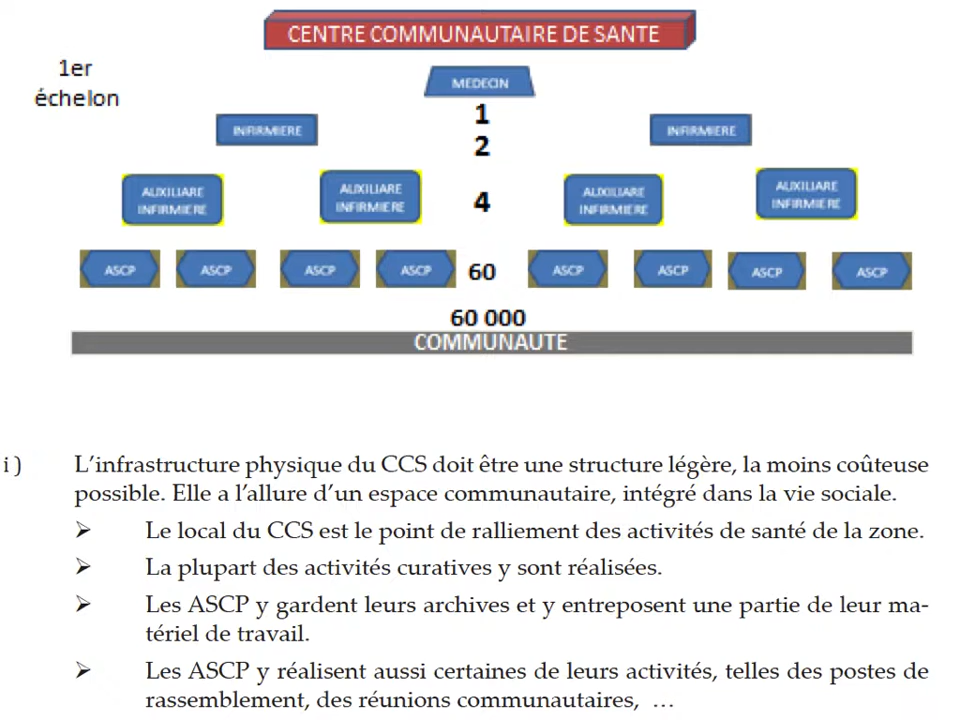 CENTRE COMMUNAUTAIRE DE SANTE
1er
échelon
MEDECIN
1
INFIRMIERE
INFIRMIERE
2
AUXILIARE
INFIRMIERE
AUXILIARE
INFIRMIERE
4
AUXILIARE
INFIRMIERE
AUXILIARE
INFIRMIERE
ASCP
ASCP
ASCP
ASCP
60
ASCP
ASCP
ASCP
ASCP
60 000
COMMUNAUTE
i) L'infrastructure physique du CCS doit être une structure légère, la moins coûteuse
possible. Elle a l'allure d'un espace communautaire, intégré dans la vie sociale.
➢ Le local du CCS est le point de ralliement des activités de santé de la zone.
➢ La plupart des activités curatives y sont réalisées.
➢ Les ASCP y gardent leurs archives et y entreposent une partie de leur ma-
tériel de travail.
➢ Les ASCP y réalisent aussi certaines de leurs activités, telles des postes de
rassemblement, des réunions communautaires, …